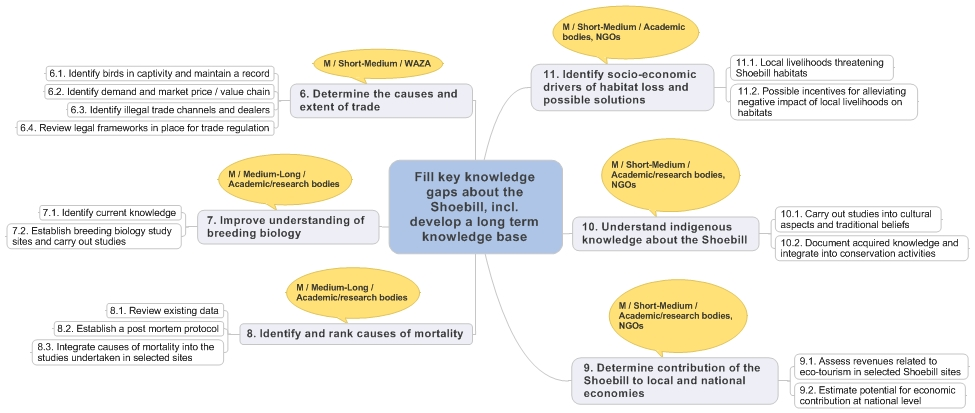 Fill key knowledge
gaps about the
Shoebill, incl.
develop a long term
knowledge base
M / Short-Medium / WAZA
6. Determine the causes and
extent of trade
6.1. Identify birds in captivity and maintain a record
6.2. Identify demand and market price / value chain
6.3. Identify illegal trade channels and dealers
6.4. Review legal frameworks in place for trade regulation
M / Medium-Long /
Academic/research bodies
7. Improve understanding of
breeding biology
7.1. Identify current knowledge
7.2. Establish breeding biology study
sites and carry out studies
M / Medium-Long /
Academic/research bodies
8. Identify and rank causes of mortality
8.1. Review existing data
8.2. Establish a post mortem protocol
8.3. Integrate causes of mortality into the
studies undertaken in selected sites
M / Short-Medium / Academic
bodies, NGOs
11. Identify socio-economic
drivers of habitat loss and
possible solutions
11.1. Local livelihoods threatening
Shoebill habitats
11.2. Possible incentives for alleviating
negative impact of local livelihoods on
habitats
M / Short-Medium /
Academic/research bodies,
NGOs
10. Understand indigenous
knowledge about the Shoebill
10.1. Carry out studies into cultural
aspects and traditional beliefs
10.2. Document acquired knowledge and
integrate into conservation activities
M / Short-Medium /
Academic/research bodies,
NGOs
9. Determine contribution of the
Shoebill to local and national
economies
9.1. Assess revenues related to
eco-tourism in selected Shoebill sites
9.2. Estimate potential for economic
contribution at national level